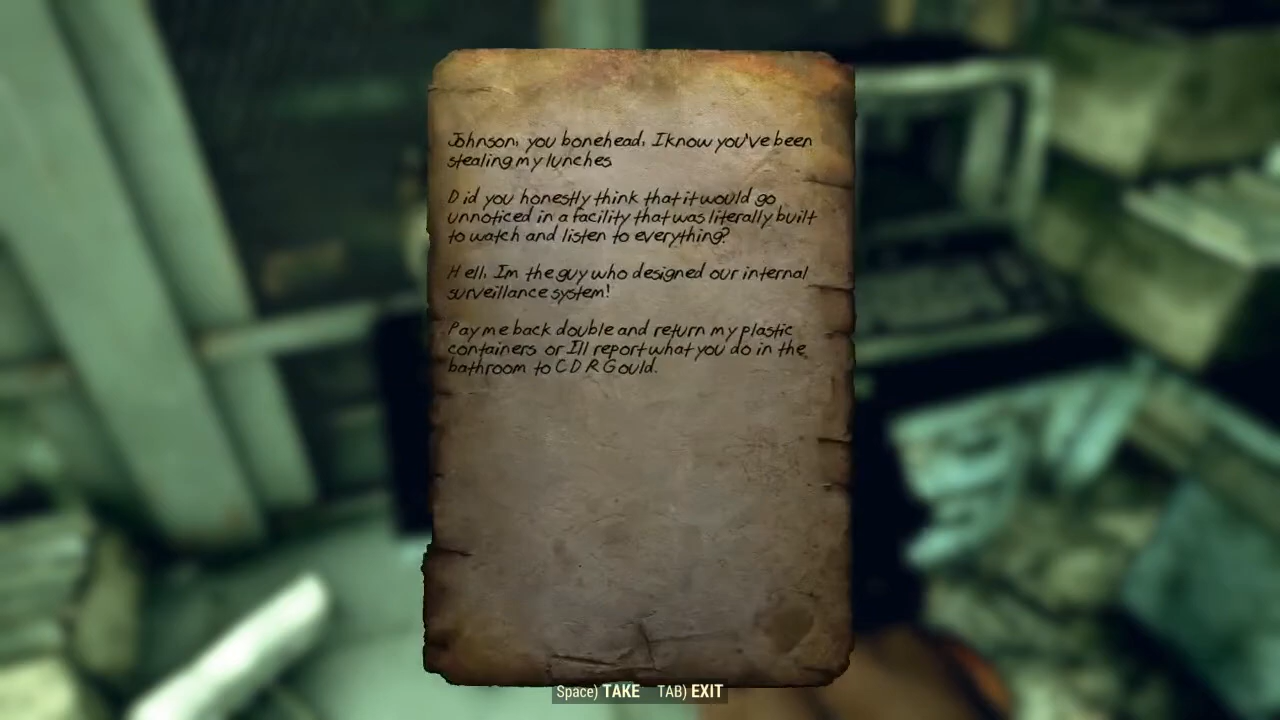 Johnson, you bonehead, I know you've been
stealing my lunches.
Did you honestly think that it would go
unnoticed in a facility that was literally built
to watch and listen to everything?
Hell, Im the guy who designed our internal
surveillance system!
Pay me back double and return my plastic
containers or Ill report what you do in the
bathroom to CDR Gould.
Space) TAKE TAB) EXIT